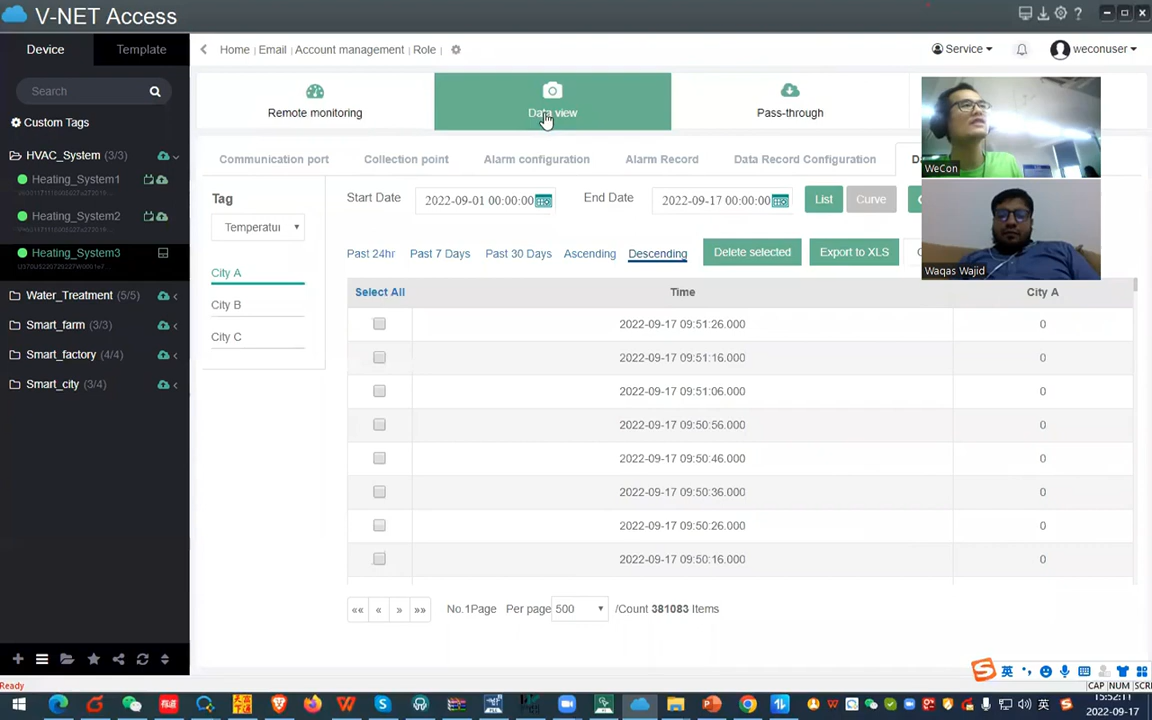 V-NET Access
Device
Template
Home | Email | Account management | Role |
Service
weconuser
Search
Custom Tags
HVAC_System (3/3)
Heating_System1
Heating_System2
Heating_System3
Water_Treatment (5/5)
Smart_farm (3/3)
Smart_factory (4/4)
Smart_city (3/4)
Remote monitoring
Data view
Pass-through
WeCon
Waqas Wajid
Communication port
Collection point
Alarm configuration
Alarm Record
Data Record Configuration
Tag
Temperatur
City A
City B
City C
Start Date
2022-09-01 00:00:00
End Date
2022-09-17 00:00:00
List
Curve
Past 24hr
Past 7 Days
Past 30 Days
Ascending
Descending
Delete selected
Export to XLS
Select All
Time
City A
2022-09-17 09:51:26.000 0
2022-09-17 09:51:16.000 0
2022-09-17 09:51:06.000 0
2022-09-17 09:50:56.000 0
2022-09-17 09:50:46.000 0
2022-09-17 09:50:36.000 0
2022-09-17 09:50:26.000 0
2022-09-17 09:50:16.000 0
«« « » »» No.1Page Per page 500 /Count 381083 Items
英
Ready
CAP NUM SCR
英
15:52:11
2022-09-17